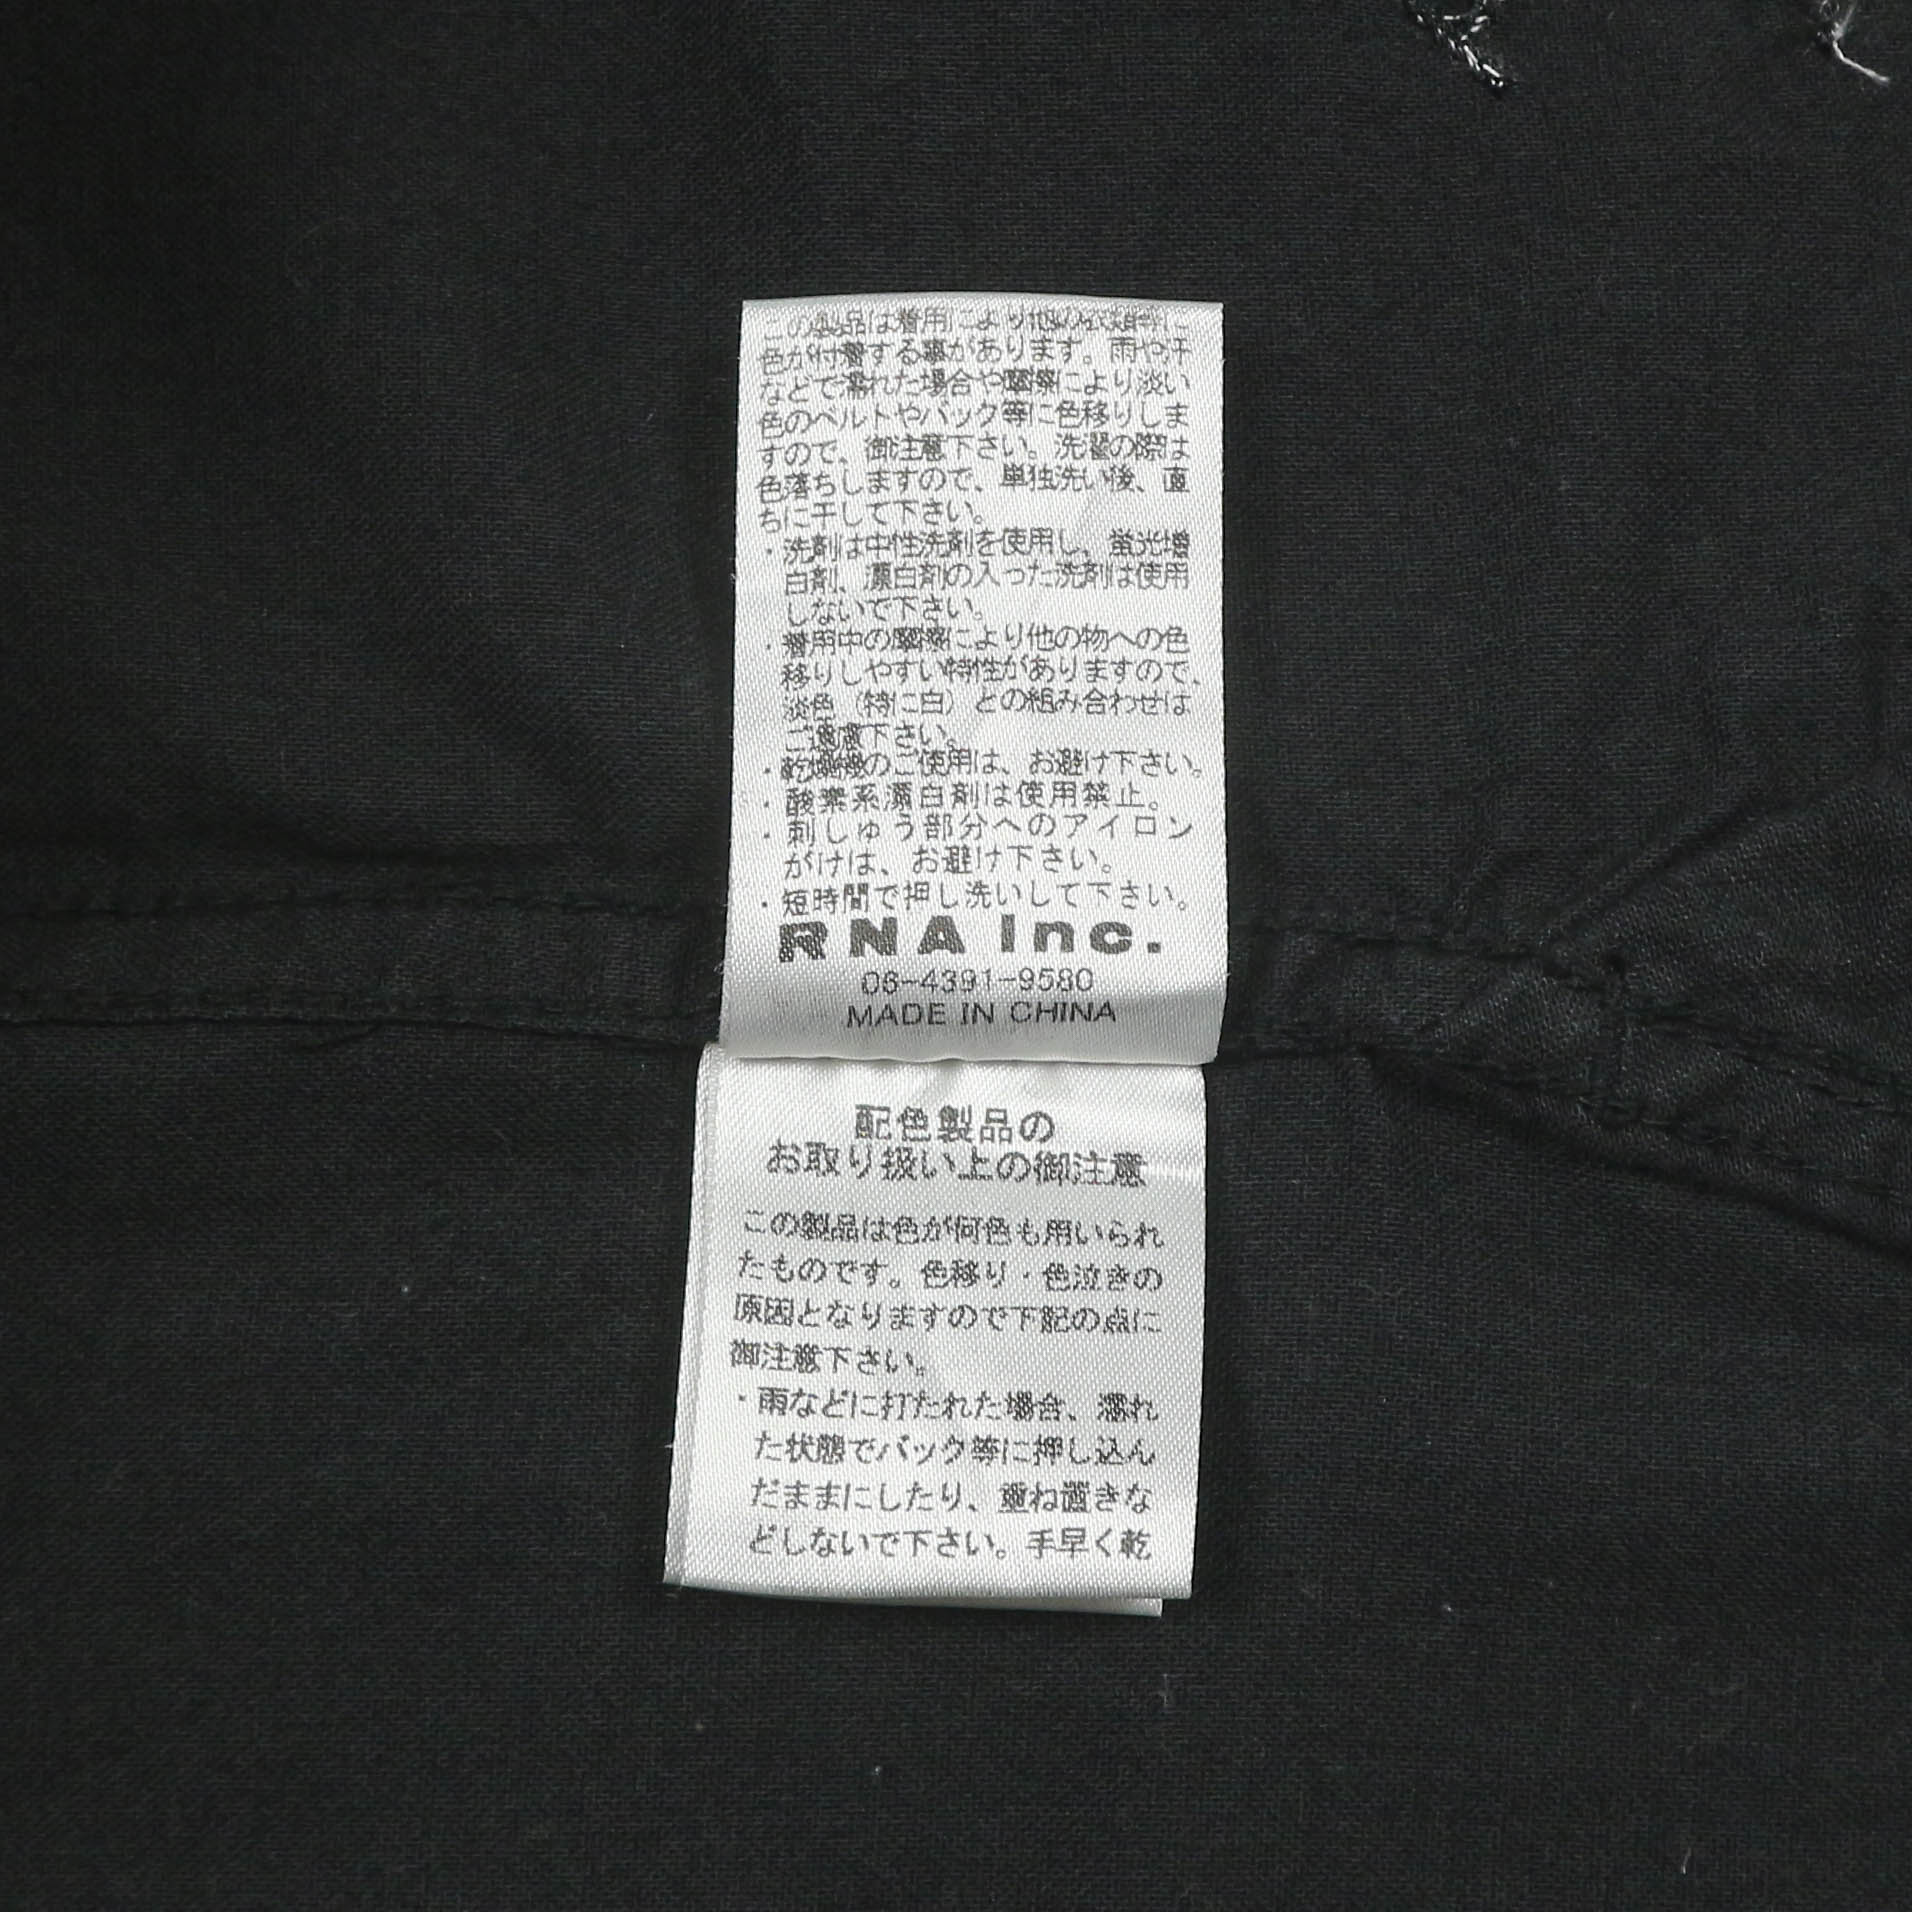 この製品は着用により他の衣類等に
色が付着する事があります。雨や汗
などで濡れた場合や摩擦により淡い
色のベルトやバック等に色移りしま
すので、御注意下さい。洗濯の際は
色落ちしますので、単独洗い後、直
ちに干して下さい。
・洗剤は中性洗剤を使用し、蛍光増
白剤、漂白剤の入った洗剤は使用
しないで下さい。
・着用中の摩擦により他の物への色
移りしやすい特性がありますので、
淡色（特に白）との組み合わせは
ご遠慮下さい。
・乾燥機のご使用は、お避け下さい。
・酸素系漂白剤は使用禁止。
・刺しゅう部分へのアイロン
がけは、お避け下さい。
・短時間で押し洗いして下さい。
RNA Inc.
06-4391-9580
MADE IN CHINA
配色製品の
お取り扱い上の御注意
この製品は色が何色も用いられ
たものです。色移り・色泣きの
原因となりますので下記の点に
御注意下さい。
・雨などに打たれた場合、濡れ
た状態でバック等に押し込ん
だままにしたり、重ね置きな
どしないで下さい。手早く乾